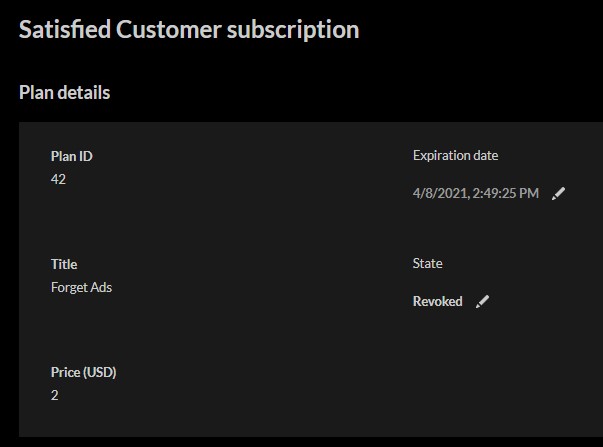 Satisfied Customer subscription
Plan details
Plan ID
42
Expiration date
4/8/2021, 2:49:25 PM
Title
Forget Ads
State
Revoked
Price (USD)
2